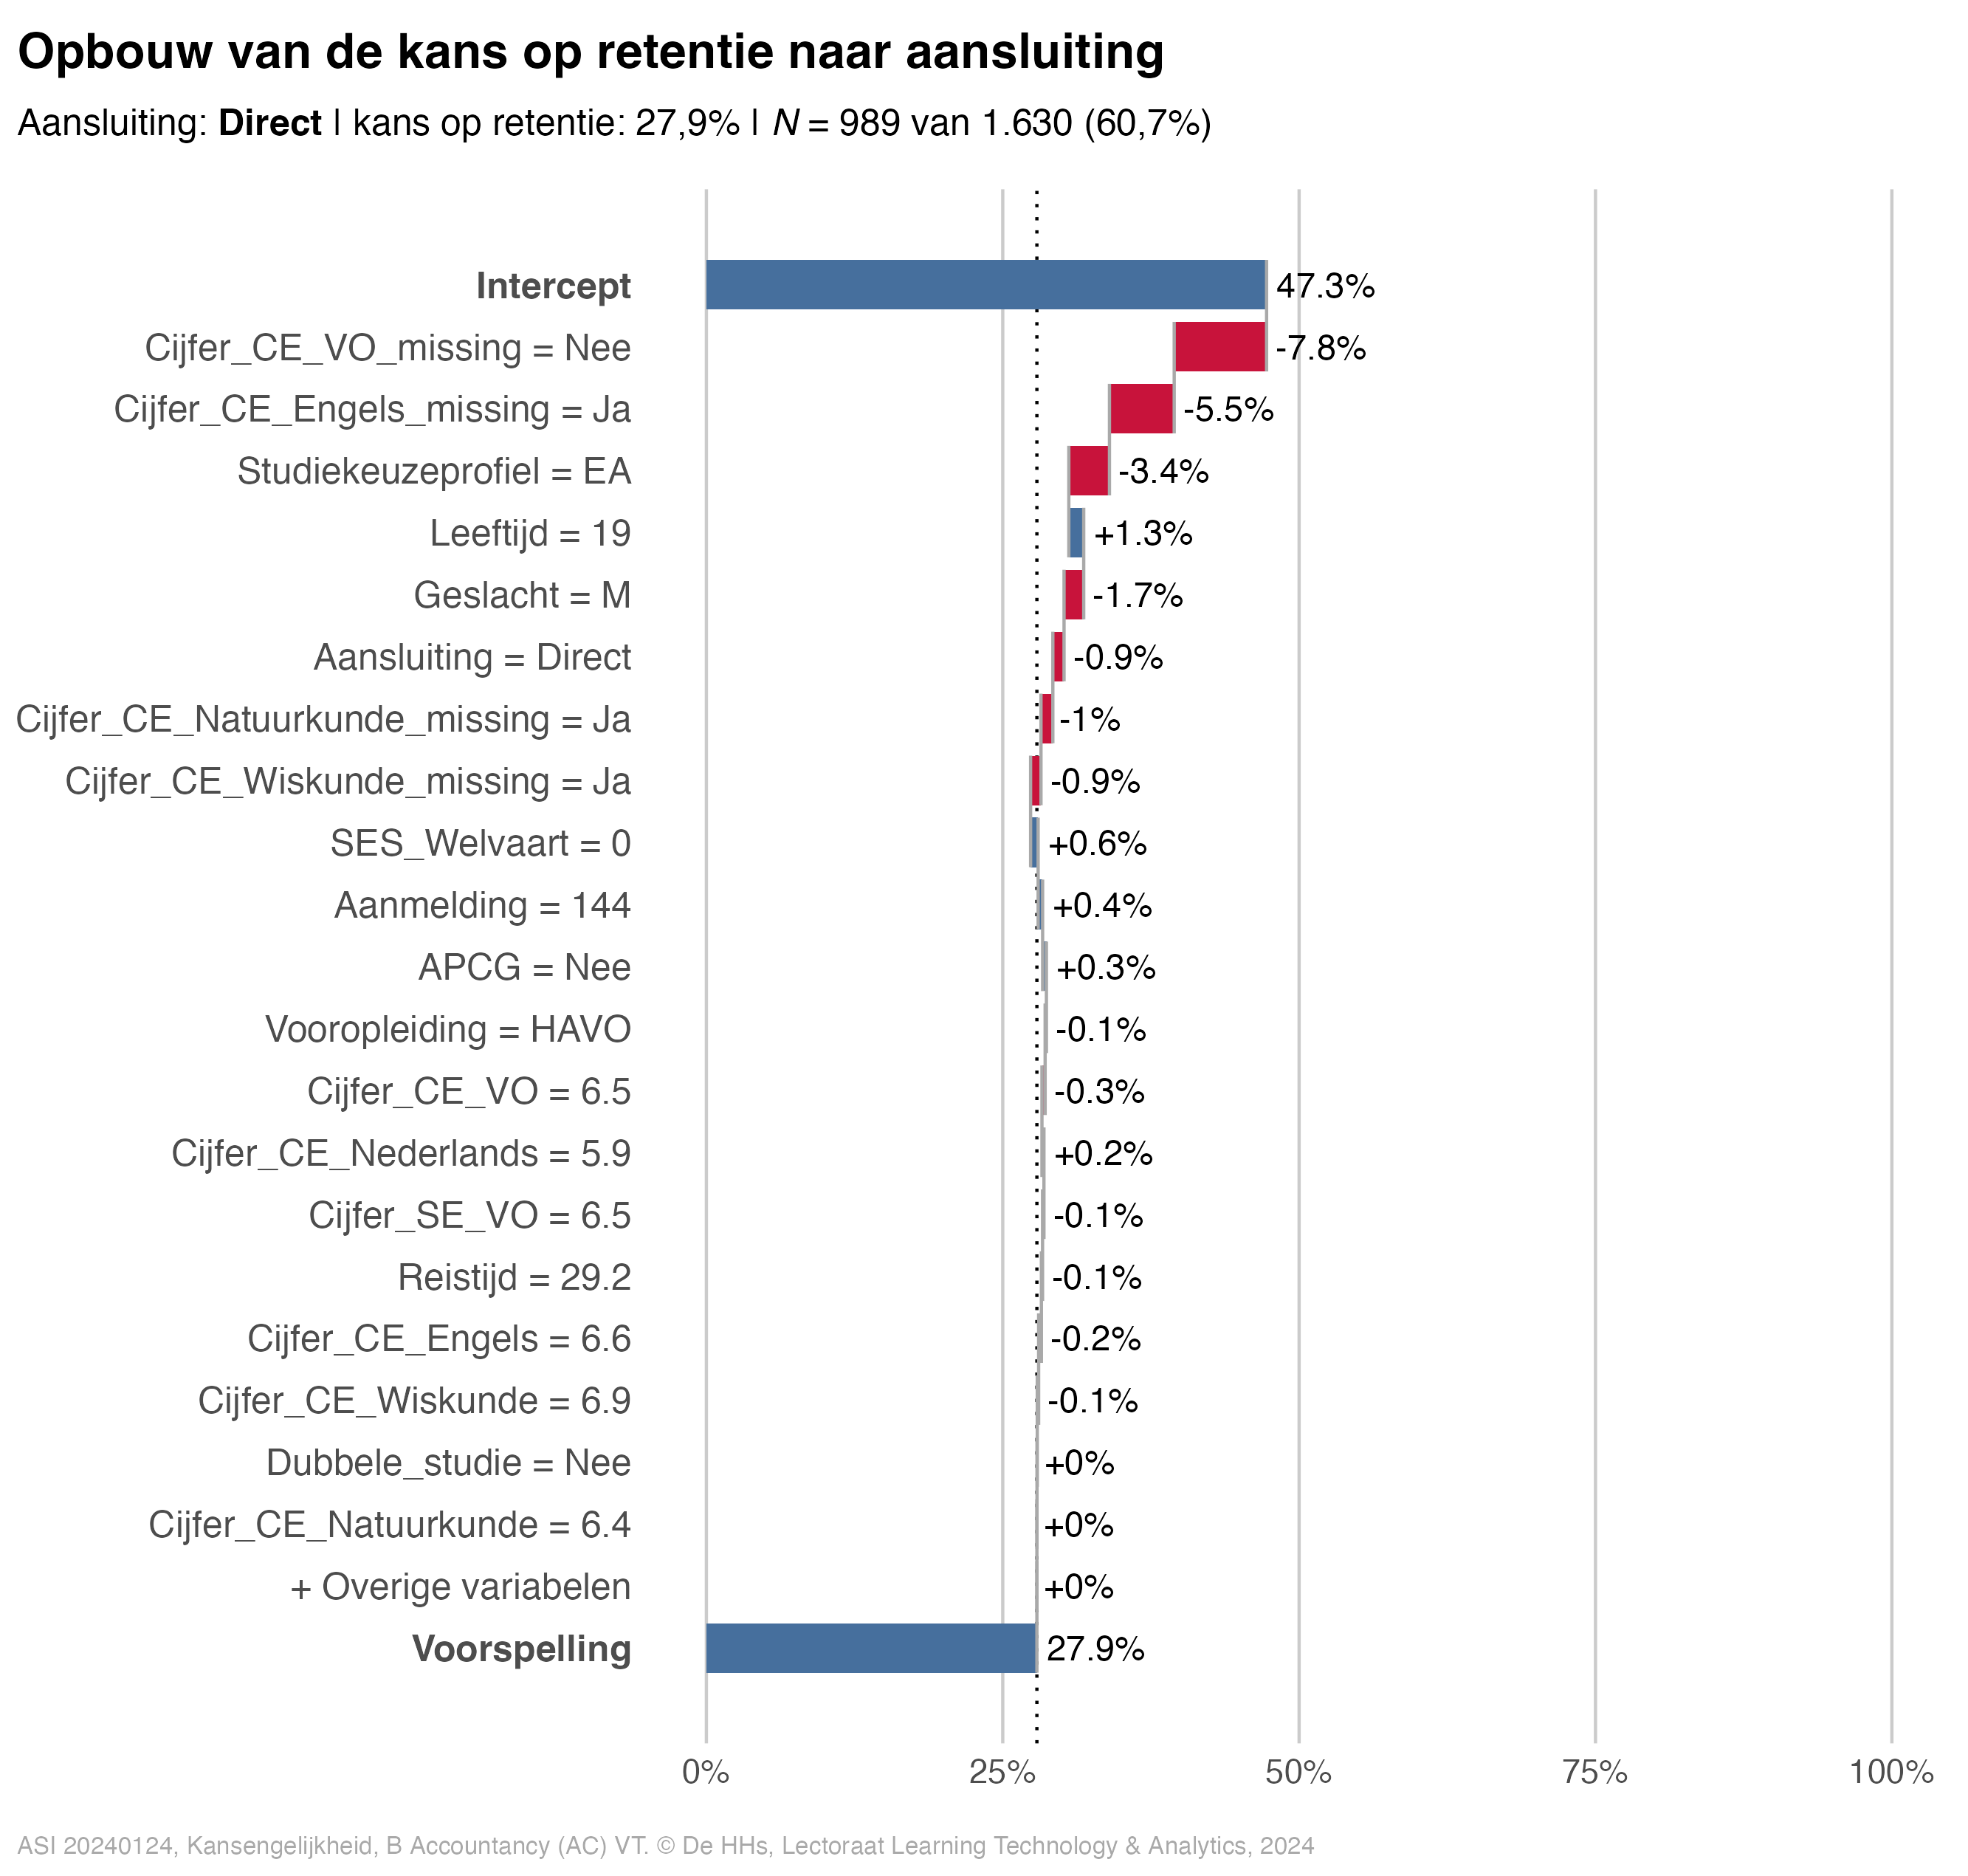 Opbouw van de kans op retentie naar aansluiting
Aansluiting: Direct | kans op retentie: 27,9% | N = 989 van 1.630 (60,7%)
Intercept 47.3%
Cijfer_CE_VO_missing = Nee -7.8%
Cijfer_CE_Engels_missing = Ja -5.5%
Studiekeuzeprofiel = EA -3.4%
Leeftijd = 19 +1.3%
Geslacht = M -1.7%
Aansluiting = Direct -0.9%
Cijfer_CE_Natuurkunde_missing = Ja -1%
Cijfer_CE_Wiskunde_missing = Ja -0.9%
SES_Welvaart = 0 +0.6%
Aanmelding = 144 +0.4%
APCG = Nee +0.3%
Vooropleiding = HAVO -0.1%
Cijfer_CE_VO = 6.5 -0.3%
Cijfer_CE_Nederlands = 5.9 +0.2%
Cijfer_SE_VO = 6.5 -0.1%
Reistijd = 29.2 -0.1%
Cijfer_CE_Engels = 6.6 -0.2%
Cijfer_CE_Wiskunde = 6.9 -0.1%
Dubbele_studie = Nee +0%
Cijfer_CE_Natuurkunde = 6.4 +0%
+ Overige variabelen +0%
Voorspelling 27.9%
0% 25% 50% 75% 100%
ASI 20240124, Kansengelijkheid, B Accountancy (AC) VT. © De HHs, Lectoraat Learning Technology & Analytics, 2024